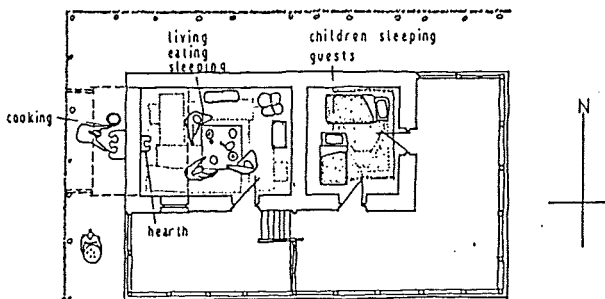 living
eating
sleeping
children sleeping
guests
cooking
hearth
N